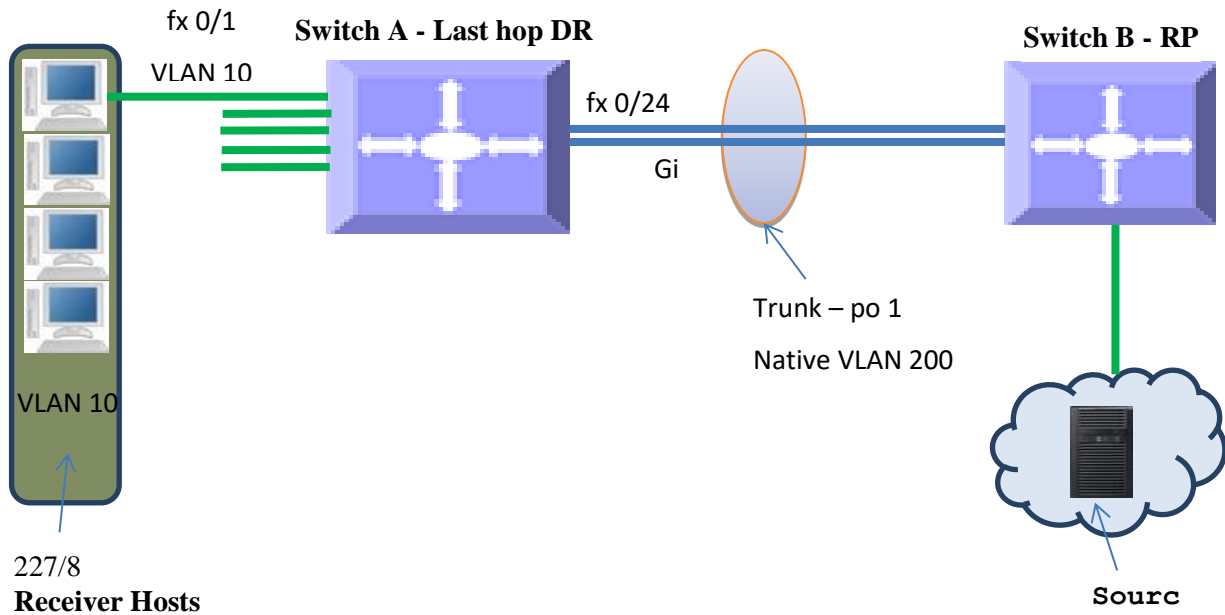 fx 0/1
VLAN 10
Switch A - Last hop DR
Switch B - RP
fx 0/24
Gi
Trunk – po 1
Native VLAN 200
VLAN 10
227/8
Receiver Hosts
Sourc